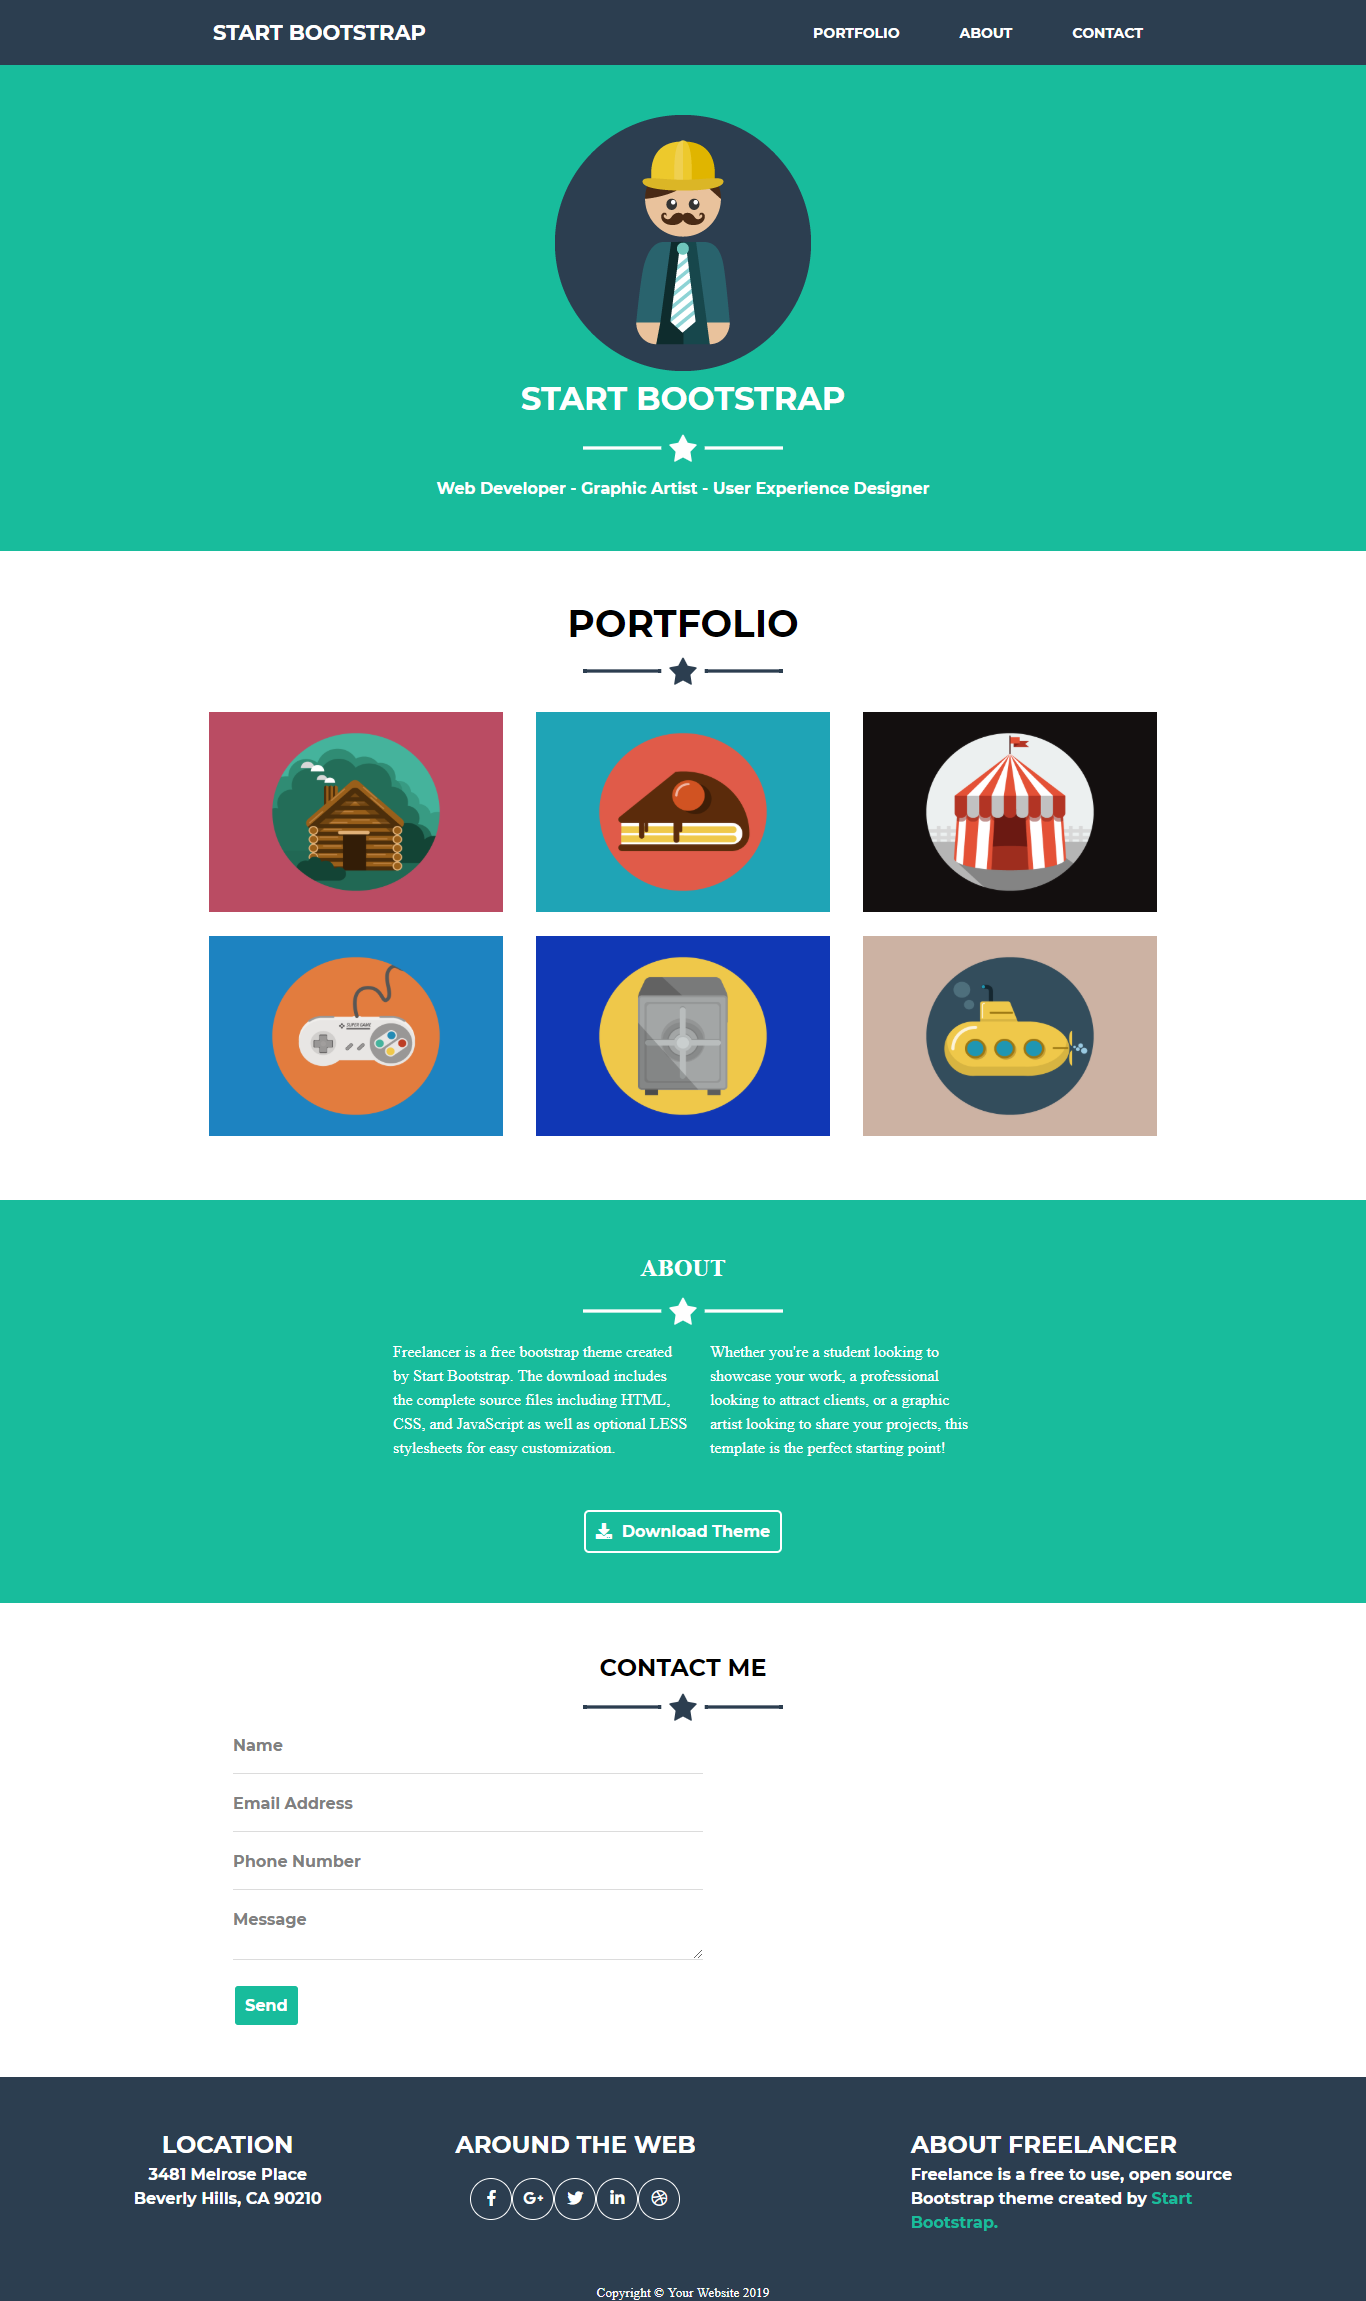 START BOOTSTRAP
PORTFOLIO
ABOUT
CONTACT
START BOOTSTRAP
Web Developer - Graphic Artist - User Experience Designer
PORTFOLIO
SUPER GAME
ABOUT
Freelancer is a free bootstrap theme created
by Start Bootstrap. The download includes
the complete source files including HTML,
CSS, and JavaScript as well as optional LESS
stylesheets for easy customization.
Whether you're a student looking to
showcase your work, a professional
looking to attract clients, or a graphic
artist looking to share your projects, this
template is the perfect starting point!
Download Theme
CONTACT ME
Name
Email Address
Phone Number
Message
Send
LOCATION
3481 Melrose Place
Beverly Hills, CA 90210
AROUND THE WEB
ABOUT FREELANCER
Freelance is a free to use, open source
Bootstrap theme created by Start
Bootstrap.
Copyright © Your Website 2019